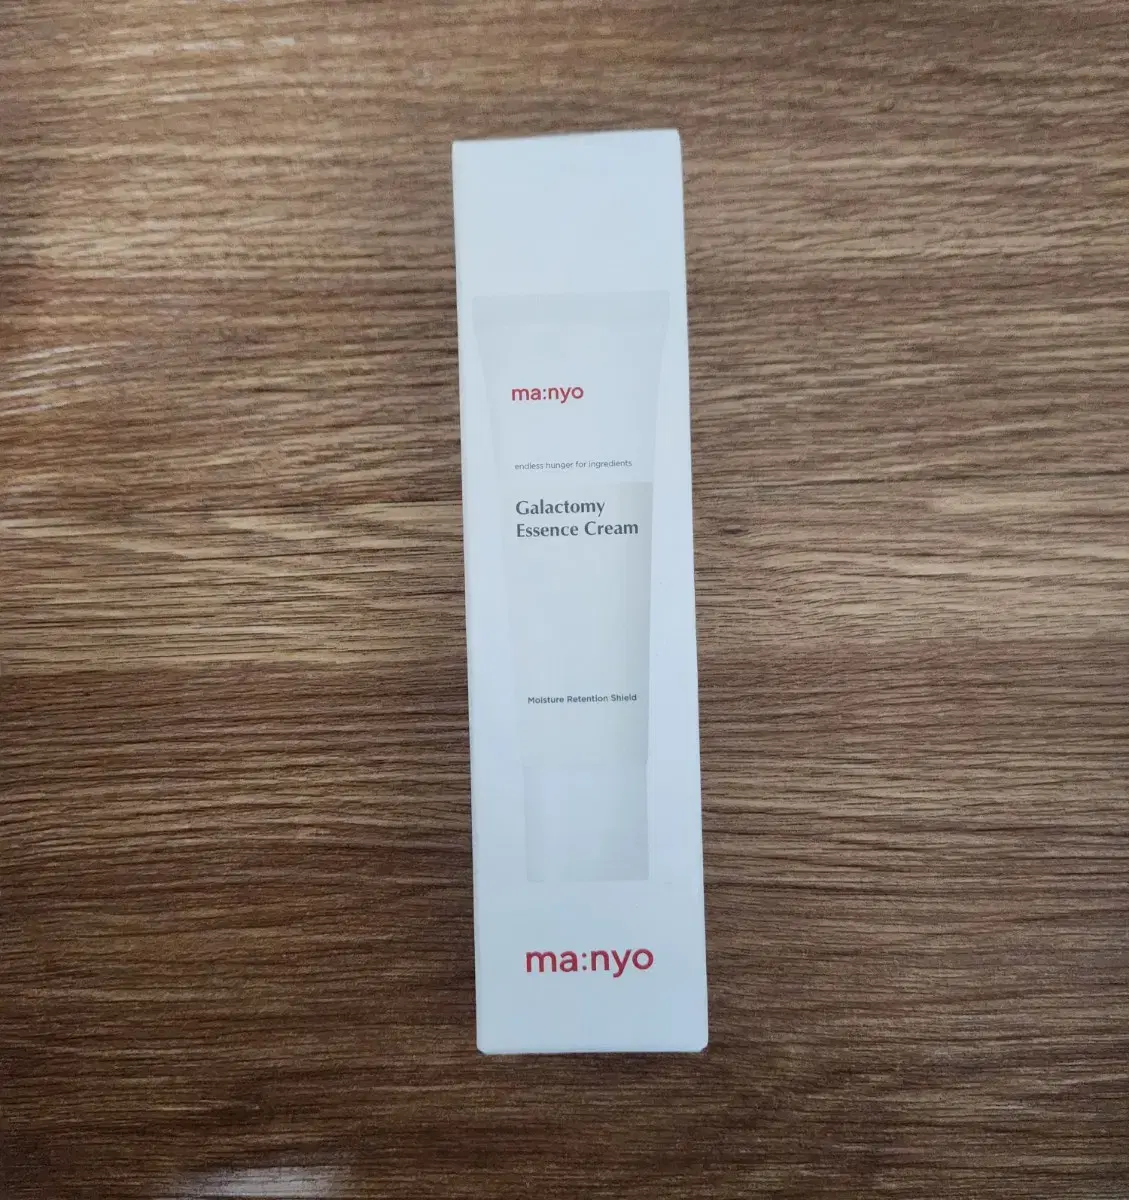 ma:nyo
endless hunger for ingredients
Galactomy
Essence Cream
Moisture Retention Shield
ma:nyo